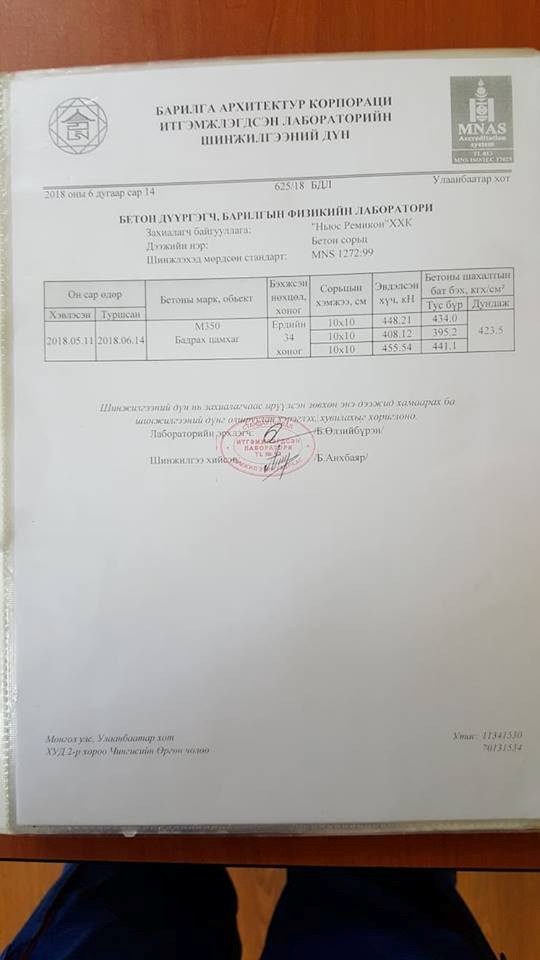 БАРИЛГА АРХИТЕКТУР КОРПОРАЦИ
ИТГЭМЖЛЭГДСЭН ЛАБОРАТОРИЙН
ШИНЖИЛГЭЭНИЙ ДҮН
MNAS
Accreditation
system
TL 013
MNS ISO/IEC 17025
2018 оны 6 дугаар сар 14
625/18 БДЛ
Улаанбаатар хот
БЕТОН ДҮҮРГЭГЧ, БАРИЛГЫН ФИЗИКИЙН ЛАБОРАТОРИ
Захиалагч байгууллага: "Ньюс Ремикон"ХХК
Дээжийн нэр: Бетон сорьц
Шинжлэхэд мөрдсөн стандарт: MNS 1272:99
Он сар өдөр
Хэвлэсэн Туршсан
Бетоны марк, объект
Бэхжсэн нөхцөл, хоног
Сорьцын хэмжээ, см
Эвдэлсэн хүч, кН
Бетоны шахалтын бат бэх, кгх/см²
Тус бүр Дундаж
2018.05.11 2018.06.14 М350 Бадрах цамхаг Ердийн 34 хоног
10х10 448.21 434.0
10х10 408.12 395.2 423.5
10х10 455.54 441.1
Шинжилгээний дүн нь захиалагчаас ирүүлсэн зөвхөн энэ дээжид хамаарах ба
шинжилгээний дүнг олшруулан хэрэглэх, хувилахыг хориглоно.
Лабораторийн эрхлэгч: /Б.Өлзийбүрэн/
ИТГЭМЖЛЭГДСЭН
ЛАБОРАТОРИ
Шинжилгээ хийсэн: /Б.Анхбаяр/
Монгол улс, Улаанбаатар хот
ХУД 2-р хороо Чингисийн Өргөн чөлөө
Утас: 11341530
70131534